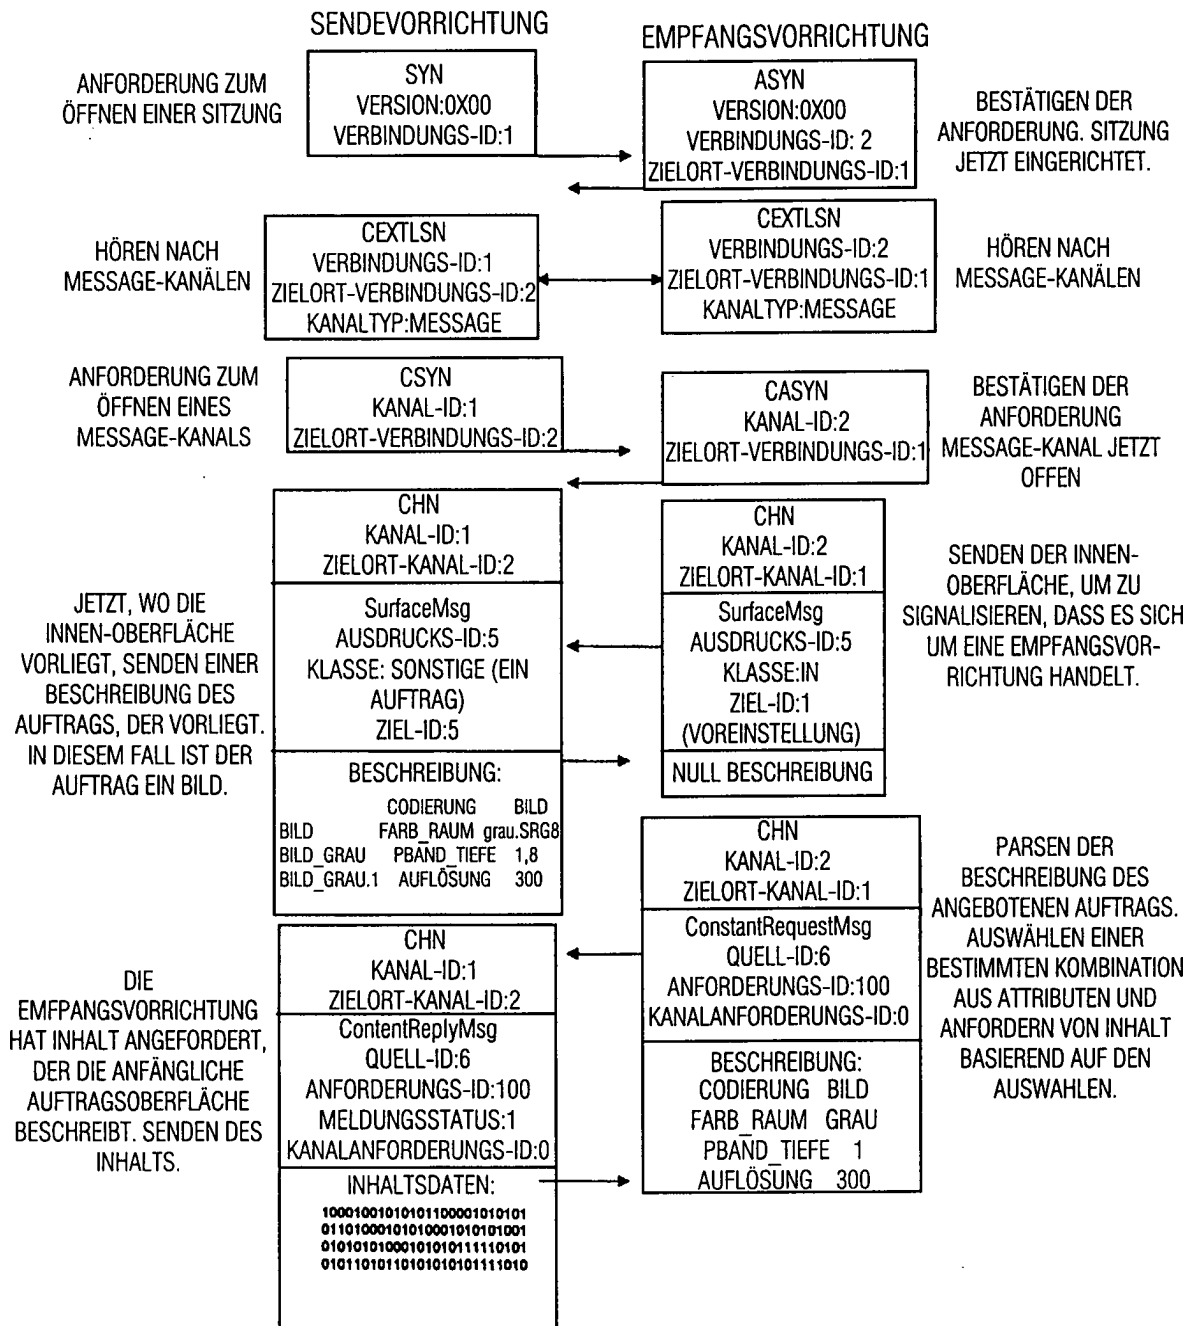 SENDEVORRICHTUNG
EMPFANGSVORRICHTUNG
ANFORDERUNG ZUM
ÖFFNEN EINER SITZUNG
SYN
VERSION:0X00
VERBINDUNGS-ID:1
ASYN
VERSION:0X00
VERBINDUNGS-ID: 2
ZIELORT-VERBINDUNGS-ID:1
BESTÄTIGEN DER
ANFORDERUNG. SITZUNG
JETZT EINGERICHTET.
HÖREN NACH
MESSAGE-KANÄLEN
CEXTLSN
VERBINDUNGS-ID:1
ZIELORT-VERBINDUNGS-ID:2
KANALTYP:MESSAGE
CEXTLSN
VERBINDUNGS-ID:2
ZIELORT-VERBINDUNGS-ID:1
KANALTYP:MESSAGE
HÖREN NACH
MESSAGE-KANÄLEN
ANFORDERUNG ZUM
ÖFFNEN EINES
MESSAGE-KANALS
CSYN
KANAL-ID:1
ZIELORT-VERBINDUNGS-ID:2
CASYN
KANAL-ID:2
ZIELORT-VERBINDUNGS-ID:1
BESTÄTIGEN DER
ANFORDERUNG
MESSAGE-KANAL JETZT
OFFEN
CHN
KANAL-ID:1
ZIELORT-KANAL-ID:2
CHN
KANAL-ID:2
ZIELORT-KANAL-ID:1
SENDEN DER INNEN-
OBERFLÄCHE, UM ZU
SIGNALISIEREN, DASS ES SICH
UM EINE EMPFANGSVOR-
RICHTUNG HANDELT.
JETZT, WO DIE
INNEN-OBERFLÄCHE
VORLIEGT, SENDEN EINER
BESCHREIBUNG DES
AUFTRAGS, DER VORLIEGT.
IN DIESEM FALL IST DER
AUFTRAG EIN BILD.
SurfaceMsg
AUSDRUCKS-ID:5
KLASSE: SONSTIGE (EIN
AUFTRAG)
ZIEL-ID:5
SurfaceMsg
AUSDRUCKS-ID:5
KLASSE:IN
ZIEL-ID:1
(VOREINSTELLUNG)
NULL BESCHREIBUNG
BESCHREIBUNG:
CODIERUNG BILD
BILD FARB_RAUM grau.SRG8
BILD_GRAU PBAND_TIEFE 1,8
BILD_GRAU.1 AUFLÖSUNG 300
CHN
KANAL-ID:2
ZIELORT-KANAL-ID:1
ConstantRequestMsg
QUELL-ID:6
ANFORDERUNGS-ID:100
KANALANFORDERUNGS-ID:0
BESCHREIBUNG:
CODIERUNG BILD
FARB_RAUM GRAU
PBAND_TIEFE 1
AUFLÖSUNG 300
PARSEN DER
BESCHREIBUNG DES
ANGEBOTENEN AUFTRAGS.
AUSWÄHLEN EINER
BESTIMMTEN KOMBINATION
AUS ATTRIBUTEN UND
ANFORDERN VON INHALT
BASIEREND AUF DEN
AUSWAHLEN.
DIE
EMFPANGSVORRICHTUNG
HAT INHALT ANGEFORDERT,
DER DIE ANFÄNGLICHE
AUFTRAGSOBERFLÄCHE
BESCHREIBT. SENDEN DES
INHALTS.
CHN
KANAL-ID:1
ZIELORT-KANAL-ID:2
ContentReplyMsg
QUELL-ID:6
ANFORDERUNGS-ID:100
MELDUNGSSTATUS:1
KANALANFORDERUNGS-ID:0
INHALTSDATEN:
1000100101010110000101010​1
0110100010101000101010101001
0101010100010101011111​0101
01011010110101010101111010